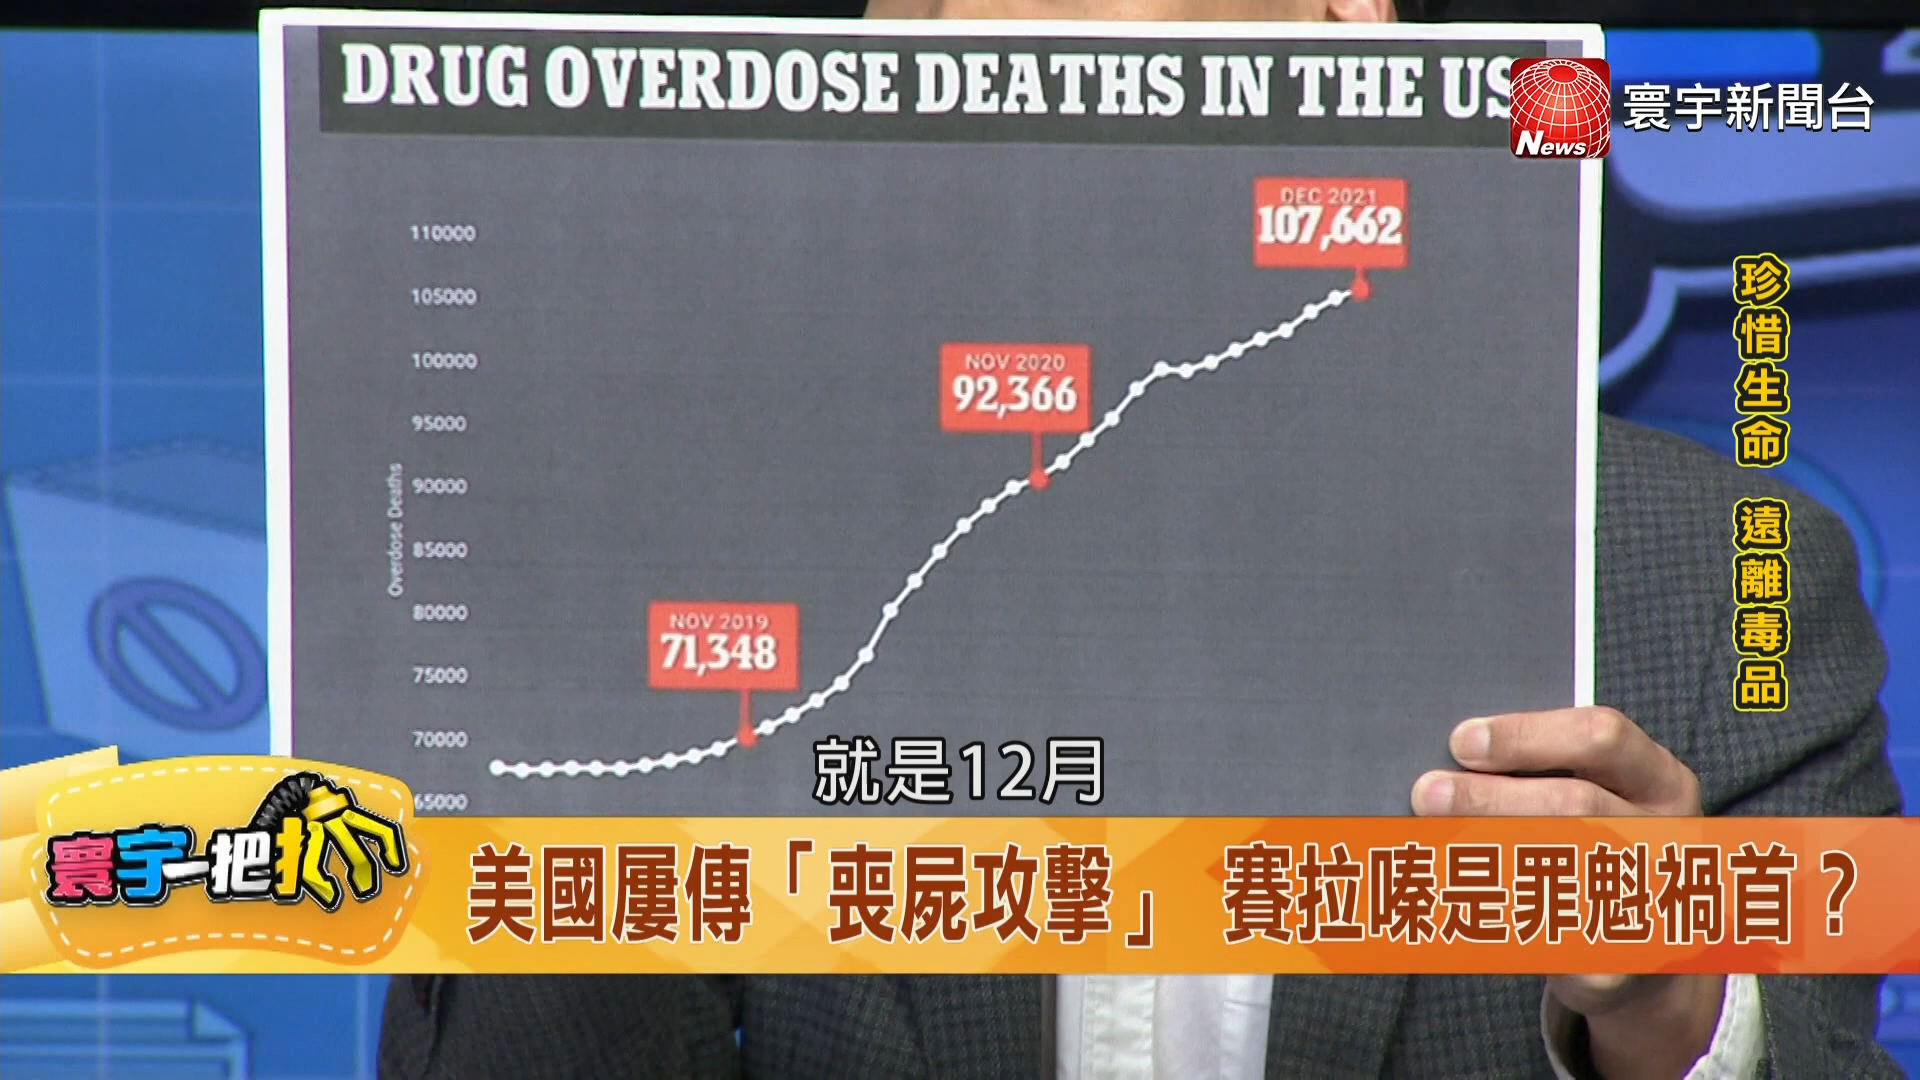 DRUG OVERDOSE DEATHS IN THE US
News
寰宇新聞台
DEC 2021
107,662
110000
105000
NOV 2020
92,366
100000
95000
Overdose Deaths
90000
85000
NOV 2019
71,348
80000
75000
70000
65000
珍惜生命 遠離毒品
就是12月
寰宇一把抓
美國屢傳「喪屍攻擊」 賽拉嗪是罪魁禍首？